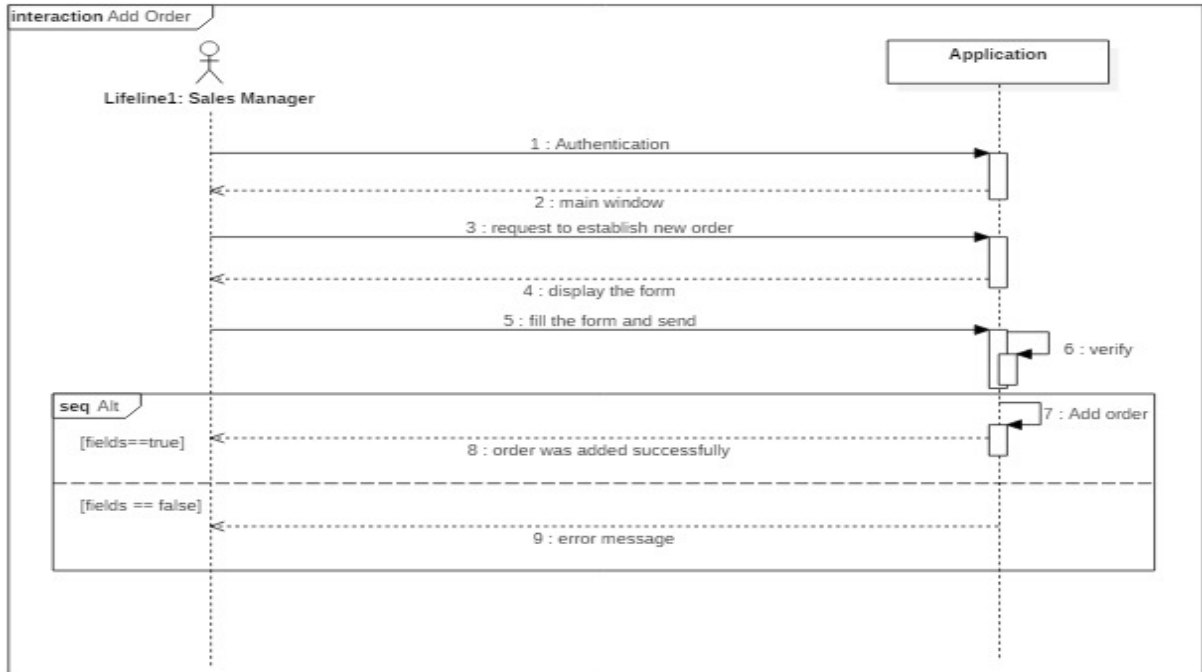 interaction Add Order
Application
Lifeline1: Sales Manager
1 : Authentication
2 : main window
3 : request to establish new order
4 : display the form
5 : fill the form and send
6 : verify
seq Alt
7 : Add order
[fields==true]
8 : order was added successfully
[fields == false]
9 : error message